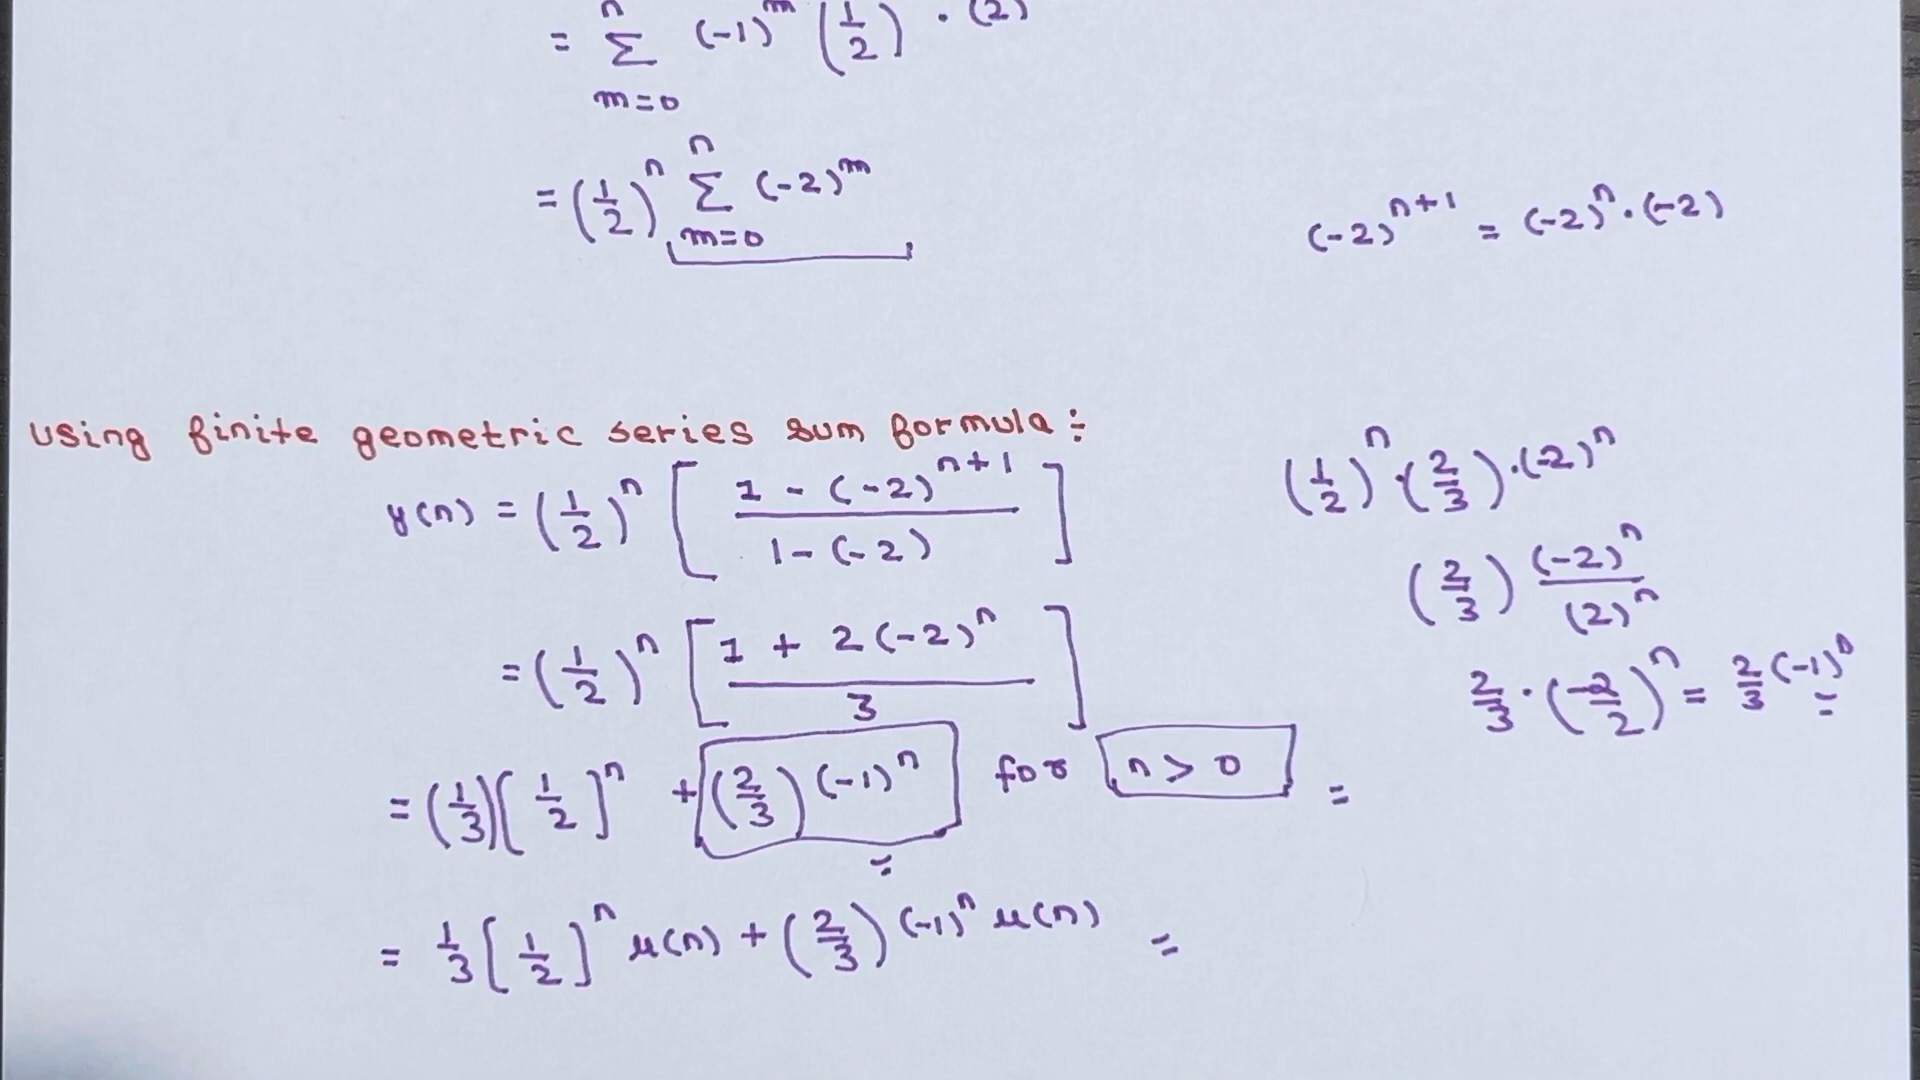 = n Σ m=0 (-1)^m (1/2) · (2)
= (1/2)^n n Σ m=0 (-2)^m
(-2)^n+1 = (-2)^n · (-2)
using finite geometric series sum formula :
y(n) = (1/2)^n [ 1 - (-2)^n+1 / 1 - (-2) ]
= (1/2)^n [ 1 + 2(-2)^n / 3 ]
= (1/3) [1/2]^n + (2/3) (-1)^n for n > 0 =
= 1/3 [1/2]^n u(n) + (2/3) (-1)^n u(n) =
(1/2)^n · (2/3) · (-2)^n
(2/3) (-2)^n / (2)^n
2/3 · (-2/2)^n = 2/3 (-1)^n =